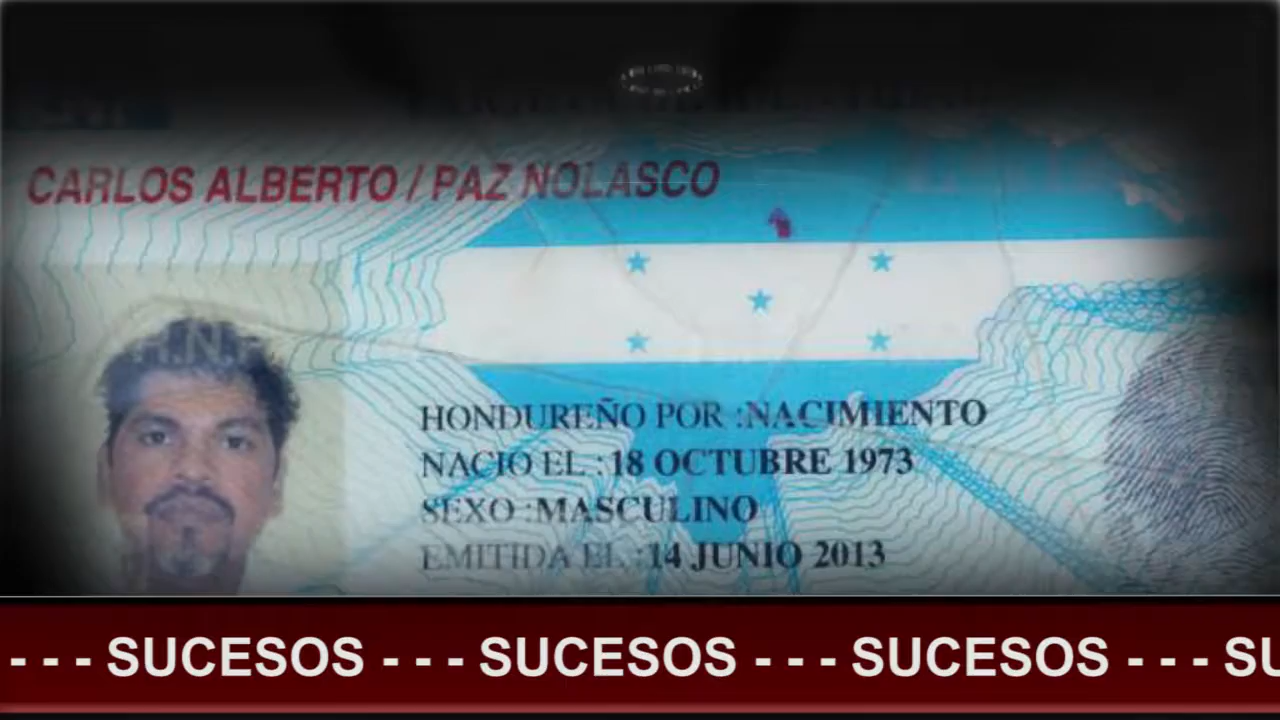 CARLOS ALBERTO / PAZ NOLASCO
H.N.P
HONDUREÑO POR :NACIMIENTO
NACIO EL :18 OCTUBRE 1973
SEXO :MASCULINO
EMITIDA EL :14 JUNIO 2013
- - - SUCESOS - - - SUCESOS - - - SUCESOS - - - SU